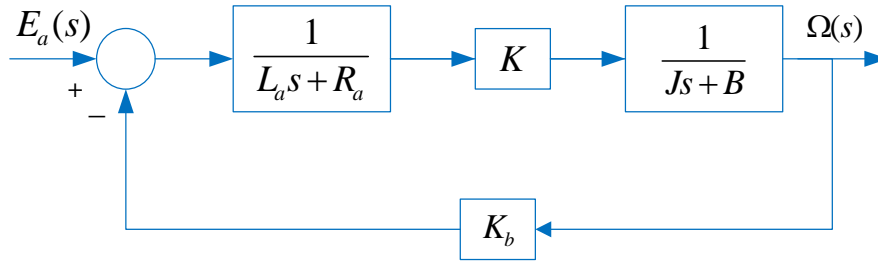 E_a(s)
+
−
1
L_a s + R_a
K
1
Js + B
Ω(s)
K_b